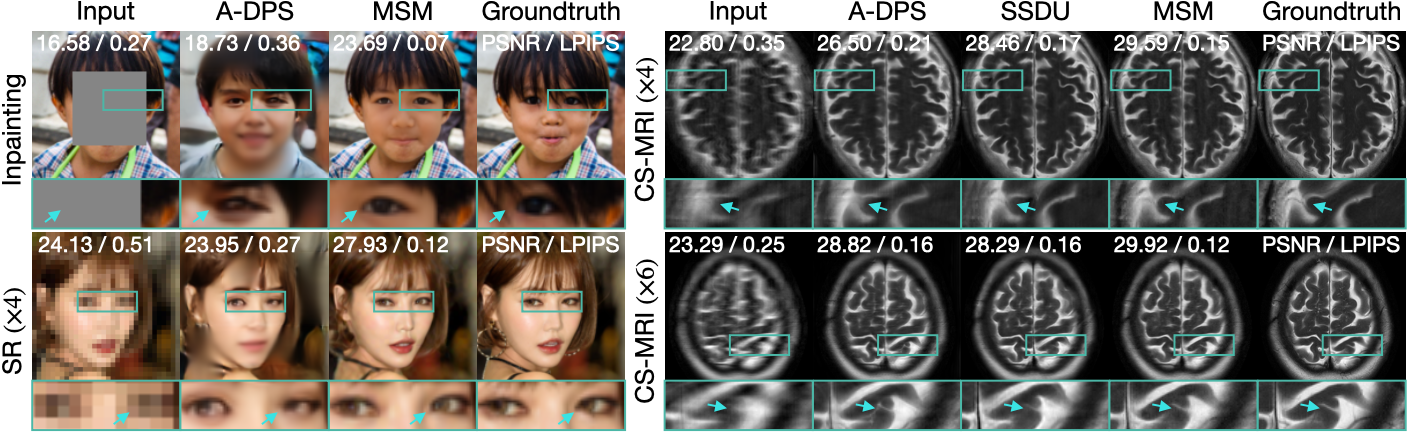 Input A-DPS MSM Groundtruth
Inpainting
16.58 / 0.27 18.73 / 0.36 23.69 / 0.07 PSNR / LPIPS
SR (×4)
24.13 / 0.51 23.95 / 0.27 27.93 / 0.12 PSNR / LPIPS
Input A-DPS SSDU MSM Groundtruth
CS-MRI (×4)
22.80 / 0.35 26.50 / 0.21 28.46 / 0.17 29.59 / 0.15 PSNR / LPIPS
CS-MRI (×6)
23.29 / 0.25 28.82 / 0.16 28.29 / 0.16 29.92 / 0.12 PSNR / LPIPS